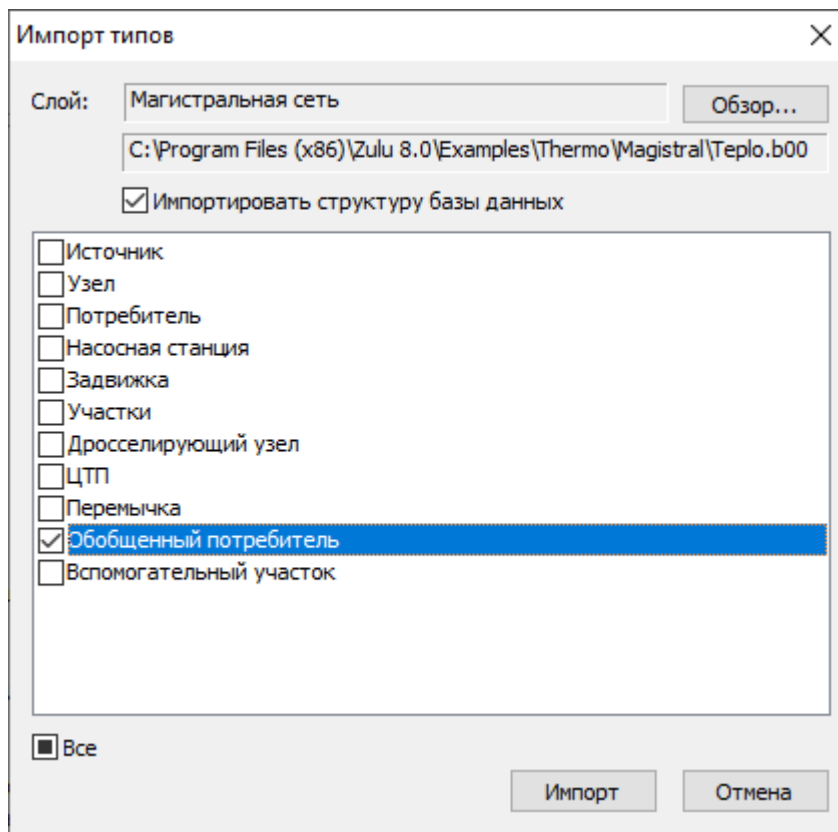 Импорт типов
Слой: Магистральная сеть Обзор...
C:\Program Files (x86)\Zulu 8.0\Examples\Thermo\Magistral\Teplo.b00
Импортировать структуру базы данных
Источник
Узел
Потребитель
Насосная станция
Задвижка
Участки
Дросселирующий узел
ЦТП
Перемычка
Обобщенный потребитель
Вспомогательный участок
Все
Импорт Отмена